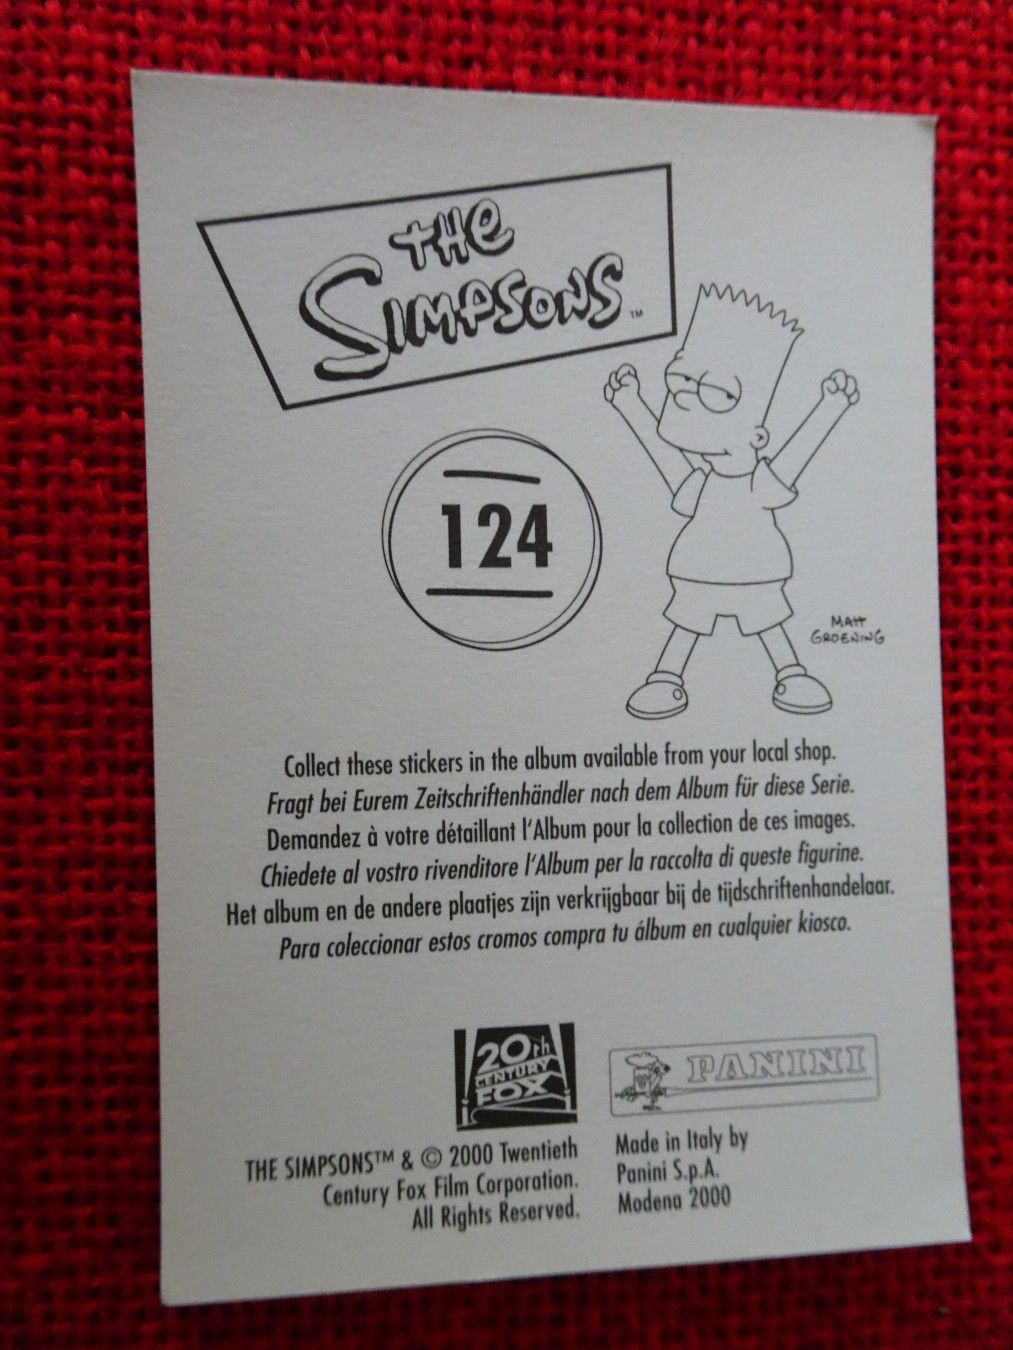 THE
SIMPSONS™
124
MATT
GROENING
Collect these stickers in the album available from your local shop.
Fragt bei Eurem Zeitschriftenhändler nach dem Album für diese Serie.
Demandez à votre détaillant l'Album pour la collection de ces images.
Chiedete al vostro rivenditore l'Album per la raccolta di queste figurine.
Het album en de andere plaatjes zijn verkrijgbaar bij de tijdschriftenhandelaar.
Para coleccionar estos cromos compra tu álbum en cualquier kiosco.
20th
CENTURY
FOX
THE SIMPSONS™ & © 2000 Twentieth
Century Fox Film Corporation.
All Rights Reserved.
PANINI
Made in Italy by
Panini S.p.A.
Modena 2000